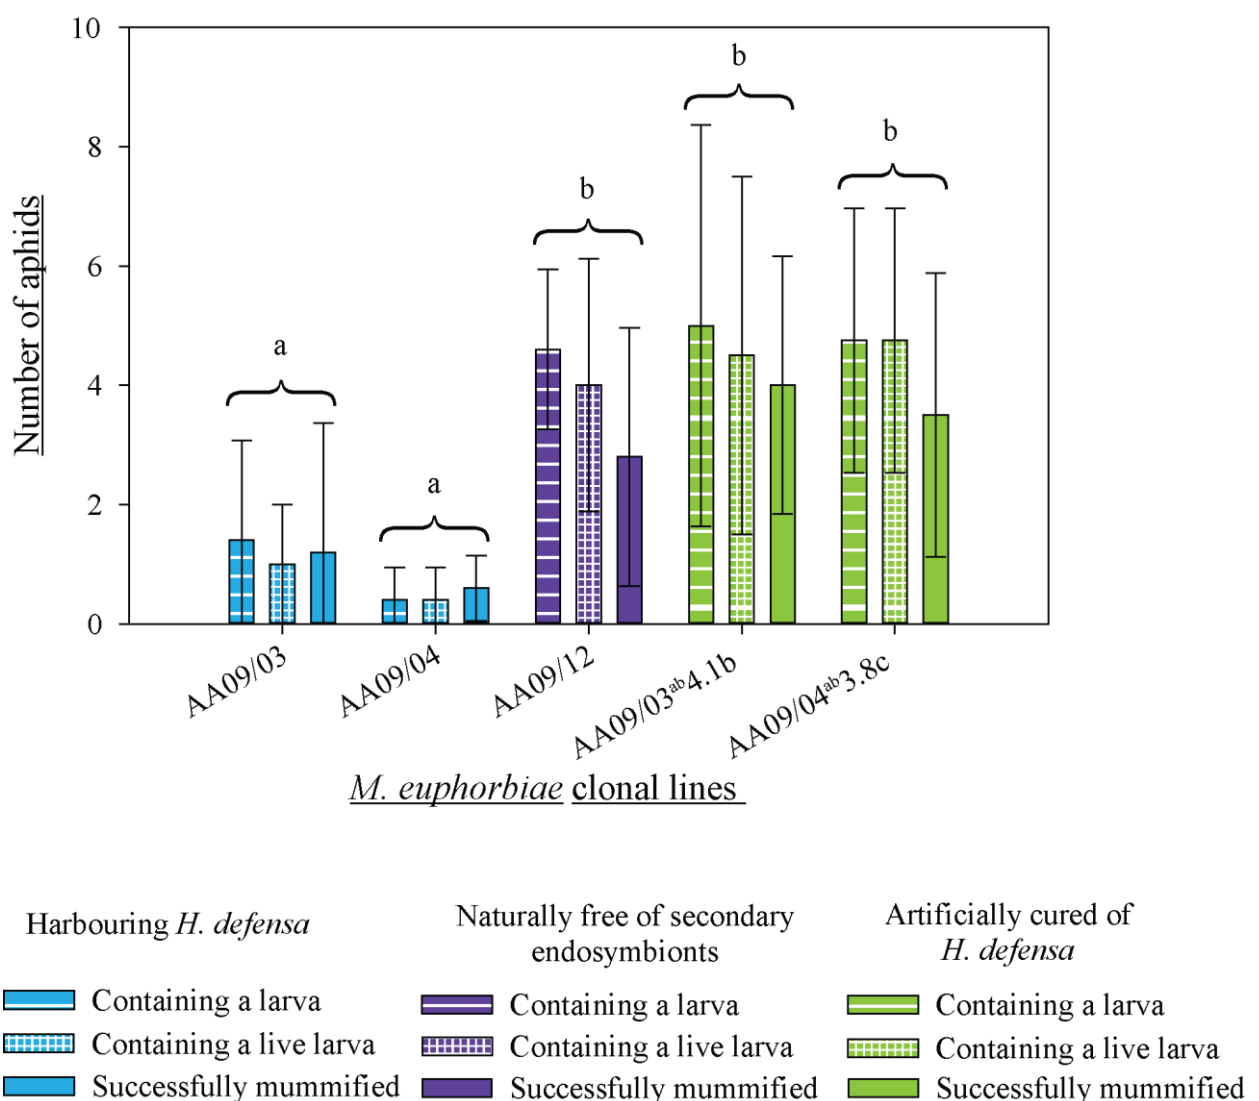 10
8
6
4
2
0
Number of aphids
a
a
b
b
b
AA09/03
AA09/04
AA09/12
AA09/03ᵃᵇ4.1b
AA09/04ᵃᵇ3.8c
M. euphorbiae clonal lines
Harbouring H. defensa
Containing a larva
Containing a live larva
Successfully mummified
Naturally free of secondary
endosymbionts
Containing a larva
Containing a live larva
Successfully mummified
Artificially cured of
H. defensa
Containing a larva
Containing a live larva
Successfully mummified